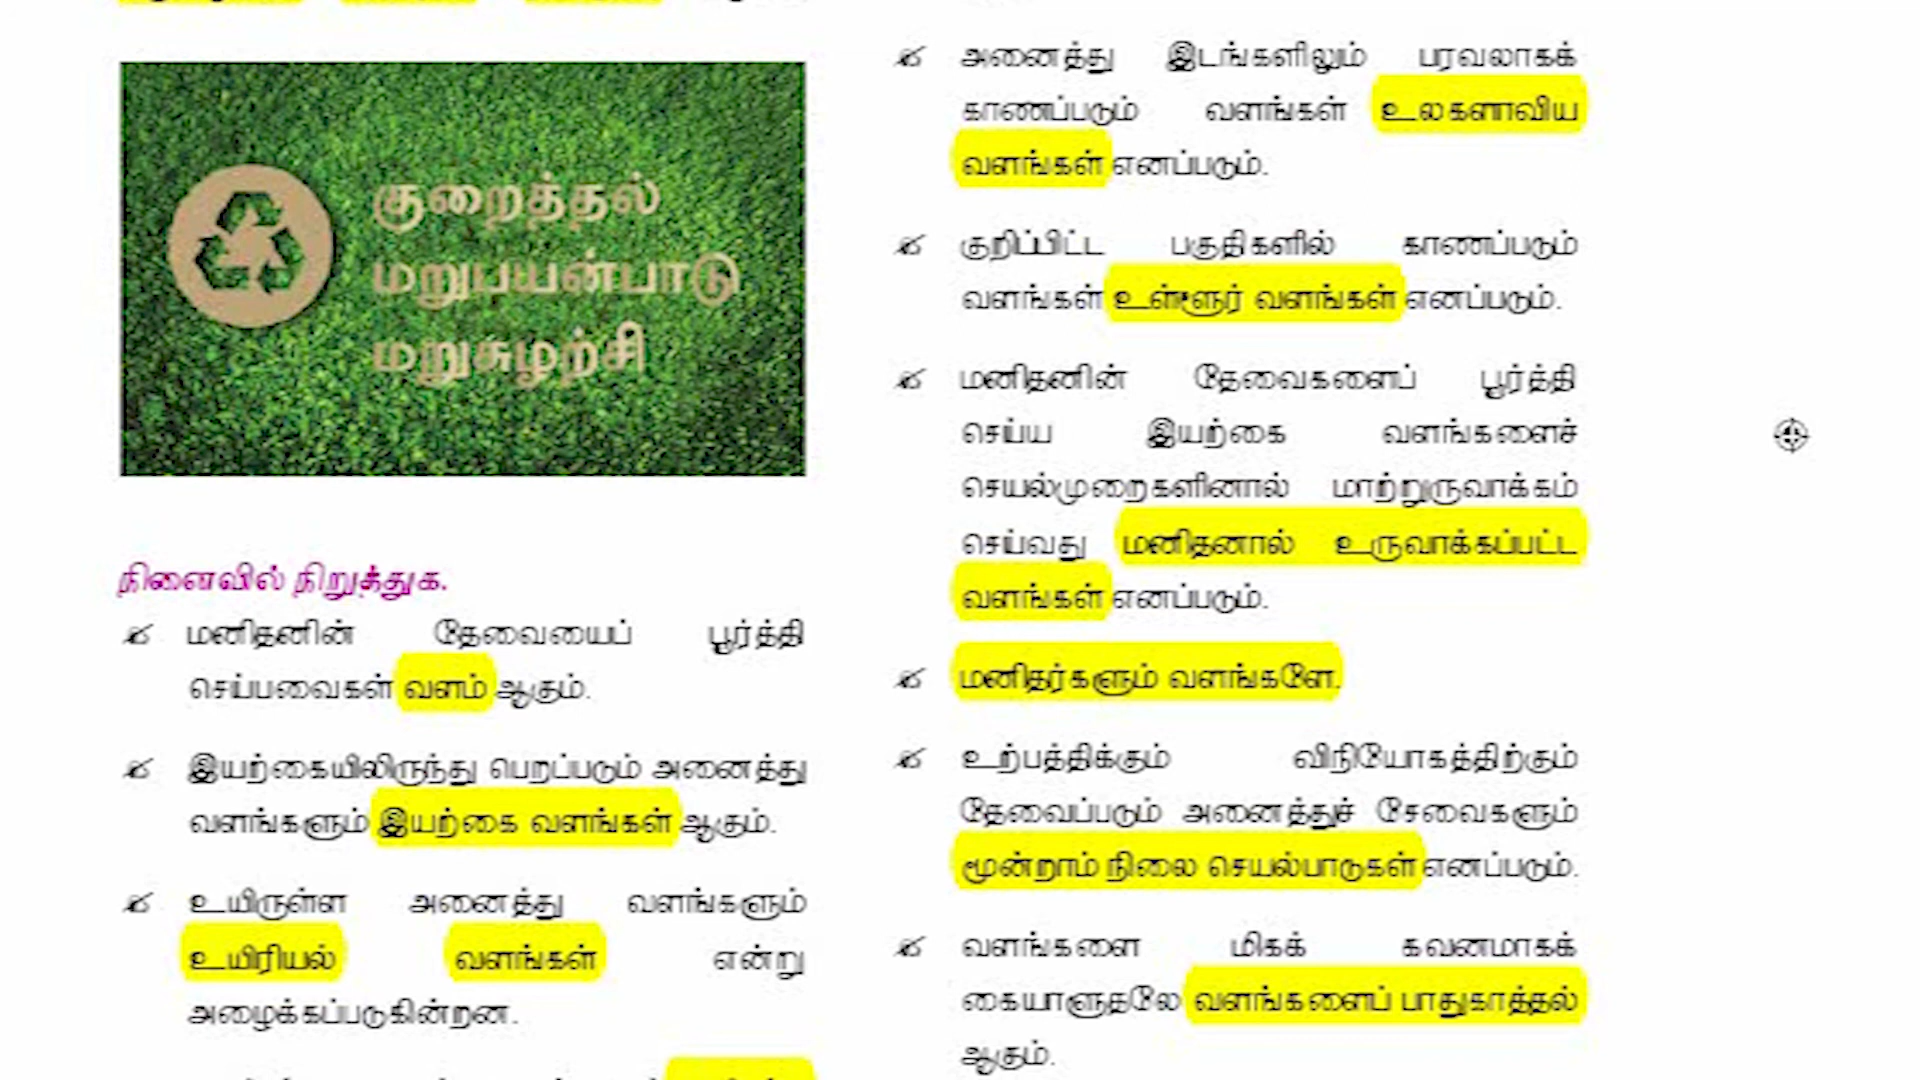 குறைத்தல்
மறுபயன்பாடு
மறுசுழற்சி
நினைவில் நிறுத்துக.
மனிதனின் தேவையைப் பூர்த்தி
செய்பவைகள் வளம் ஆகும்.
இயற்கையிலிருந்து பெறப்படும் அனைத்து
வளங்களும் இயற்கை வளங்கள் ஆகும்.
உயிருள்ள அனைத்து வளங்களும்
உயிரியல் வளங்கள் என்று
அழைக்கப்படுகின்றன.
அனைத்து இடங்களிலும் பரவலாகக்
காணப்படும் வளங்கள் உலகளாவிய
வளங்கள் எனப்படும்.
குறிப்பிட்ட பகுதிகளில் காணப்படும்
வளங்கள் உள்ளூர் வளங்கள் எனப்படும்.
மனிதனின் தேவைகளைப் பூர்த்தி
செய்ய இயற்கை வளங்களைச்
செயல்முறைகளினால் மாற்றுருவாக்கம்
செய்வது மனிதனால் உருவாக்கப்பட்ட
வளங்கள் எனப்படும்.
மனிதர்களும் வளங்களே.
உற்பத்திக்கும் விநியோகத்திற்கும்
தேவைப்படும் அனைத்துச் சேவைகளும்
மூன்றாம் நிலை செயல்பாடுகள் எனப்படும்.
வளங்களை மிகக் கவனமாகக்
கையாளுதலே வளங்களைப் பாதுகாத்தல்
ஆகும்.